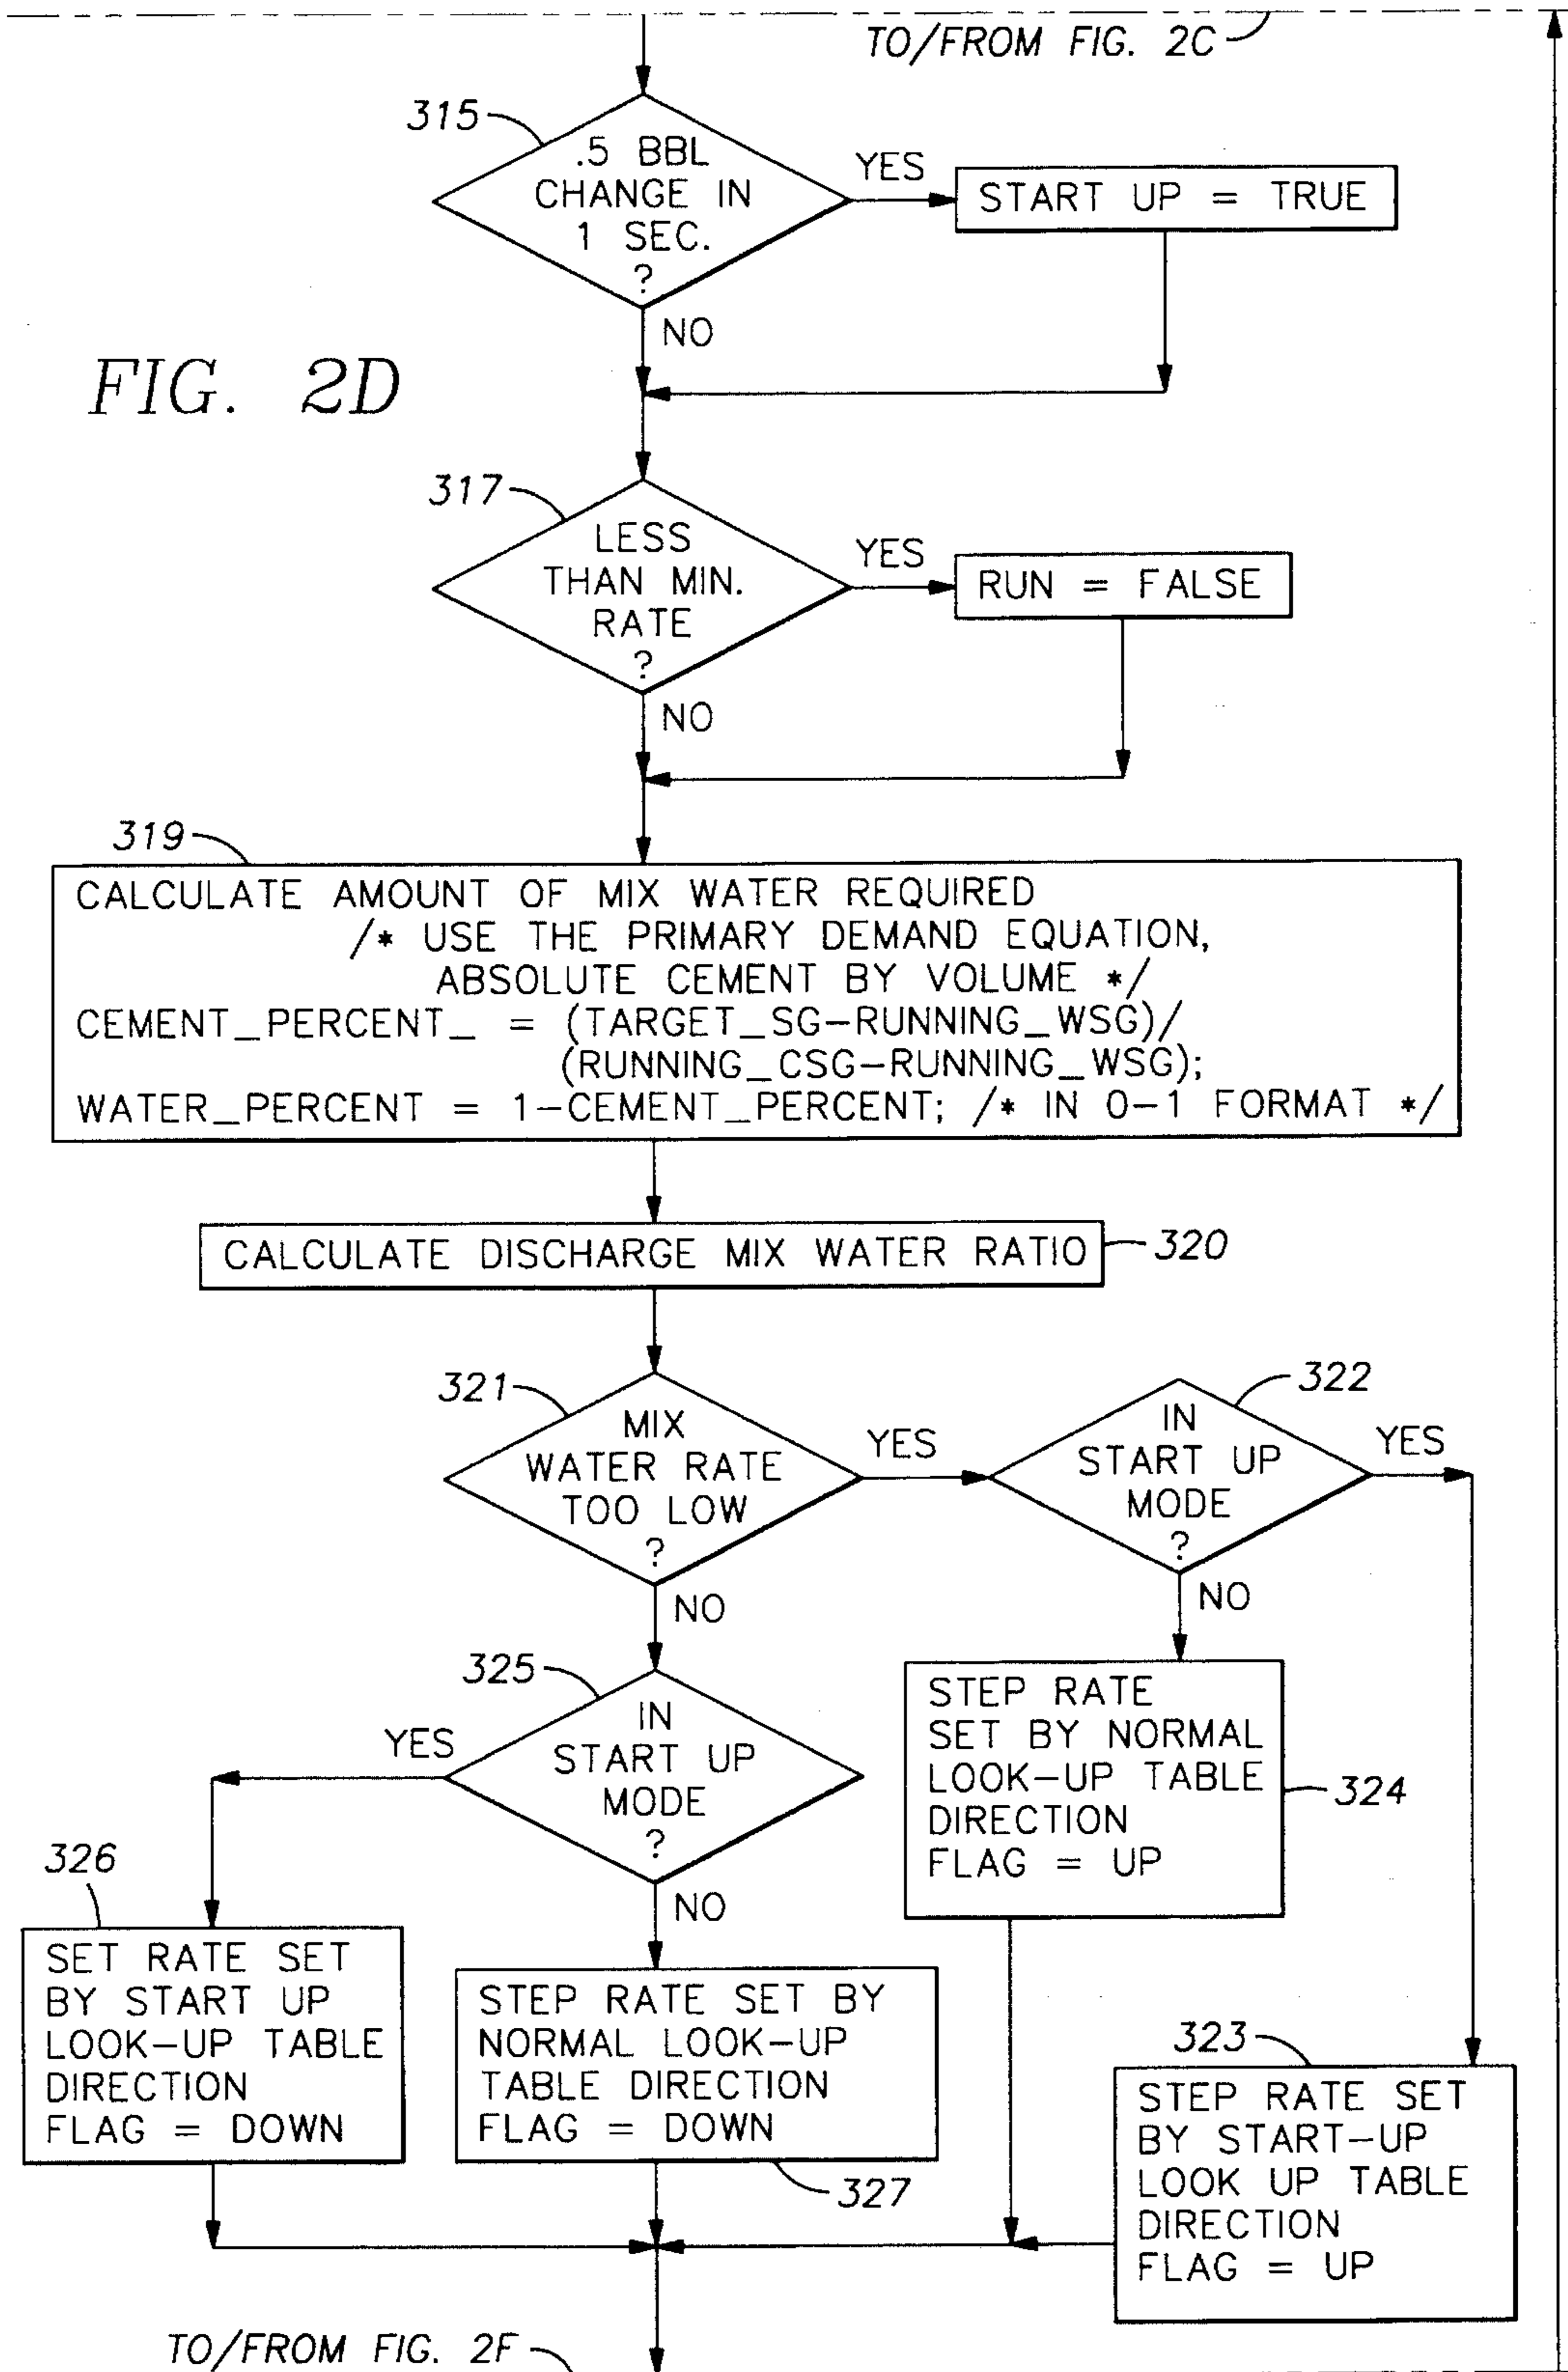 TO/FROM FIG. 2C
315
.5 BBL
CHANGE IN
1 SEC.
?
YES
START UP = TRUE
NO
FIG. 2D
317
LESS
THAN MIN.
RATE
?
YES
RUN = FALSE
NO
319
CALCULATE AMOUNT OF MIX WATER REQUIRED
/* USE THE PRIMARY DEMAND EQUATION,
ABSOLUTE CEMENT BY VOLUME */
CEMENT_PERCENT_ = (TARGET_SG-RUNNING_WSG)/
(RUNNING_CSG-RUNNING_WSG);
WATER_PERCENT = 1-CEMENT_PERCENT; /* IN 0-1 FORMAT */
CALCULATE DISCHARGE MIX WATER RATIO
320
321
MIX
WATER RATE
TOO LOW
?
YES
322
IN
START UP
MODE
?
YES
NO
NO
325
IN
START UP
MODE
?
YES
NO
STEP RATE
SET BY NORMAL
LOOK-UP TABLE
DIRECTION
FLAG = UP
324
326
SET RATE SET
BY START UP
LOOK-UP TABLE
DIRECTION
FLAG = DOWN
STEP RATE SET BY
NORMAL LOOK-UP
TABLE DIRECTION
FLAG = DOWN
327
323
STEP RATE SET
BY START-UP
LOOK UP TABLE
DIRECTION
FLAG = UP
TO/FROM FIG. 2F